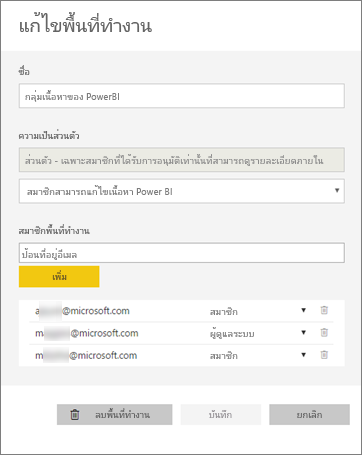 แก้ไขพื้นที่ทำงาน
ชื่อ
กลุ่มเนื้อหาของ PowerBI
ความเป็นส่วนตัว
ส่วนตัว - เฉพาะสมาชิกที่ได้รับการอนุมัติเท่านั้นที่สามารถดูรายละเอียดภายใน
สมาชิกสามารถแก้ไขเนื้อหา Power BI
สมาชิกพื้นที่ทำงาน
ป้อนที่อยู่อีเมล
เพิ่ม
@microsoft.com สมาชิก
@microsoft.com ผู้ดูแลระบบ
@microsoft.com สมาชิก
ลบพื้นที่ทำงาน บันทึก ยกเลิก